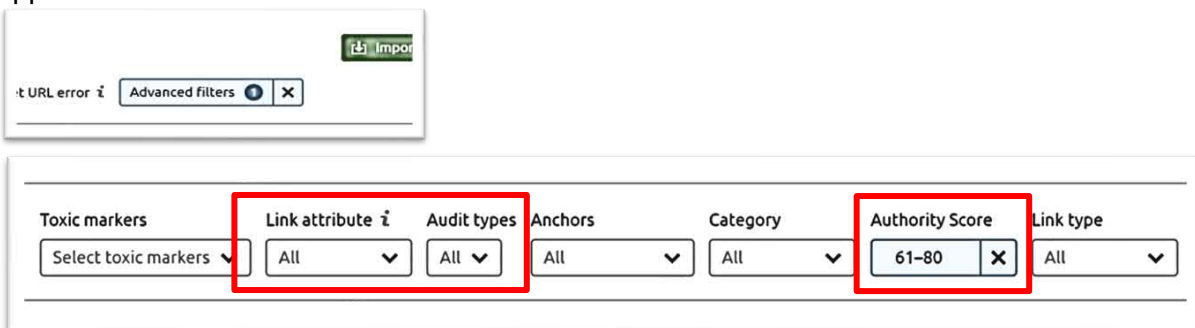 Impor
t URL error i Advanced filters 1
Toxic markers Link attribute i Audit types Anchors Category Authority Score Link type
Select toxic markers All All All All 61–80 All